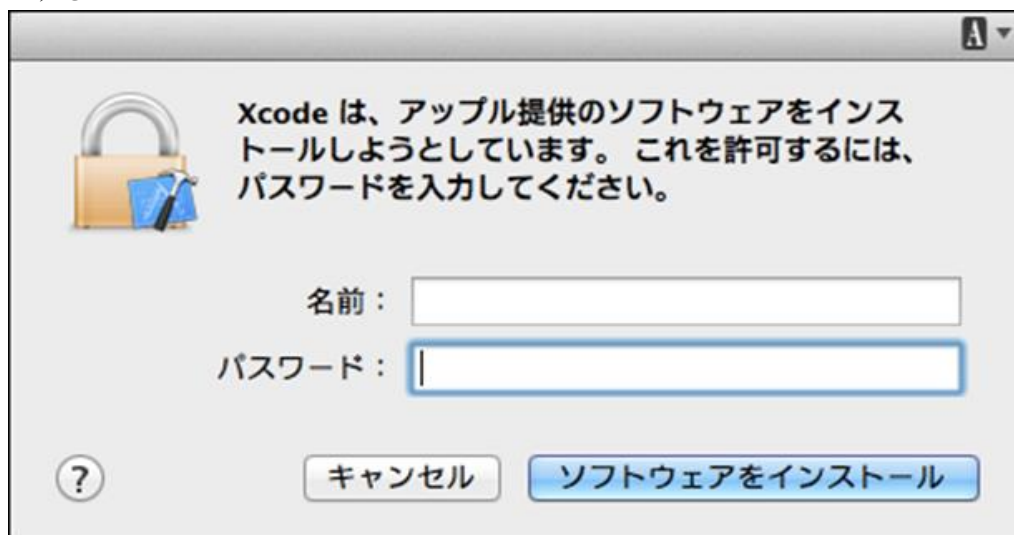 A
Xcode は、アップル提供のソフトウェアをインス
トールしようとしています。 これを許可するには、
パスワードを入力してください。
名前：
パスワード：
? キャンセル ソフトウェアをインストール